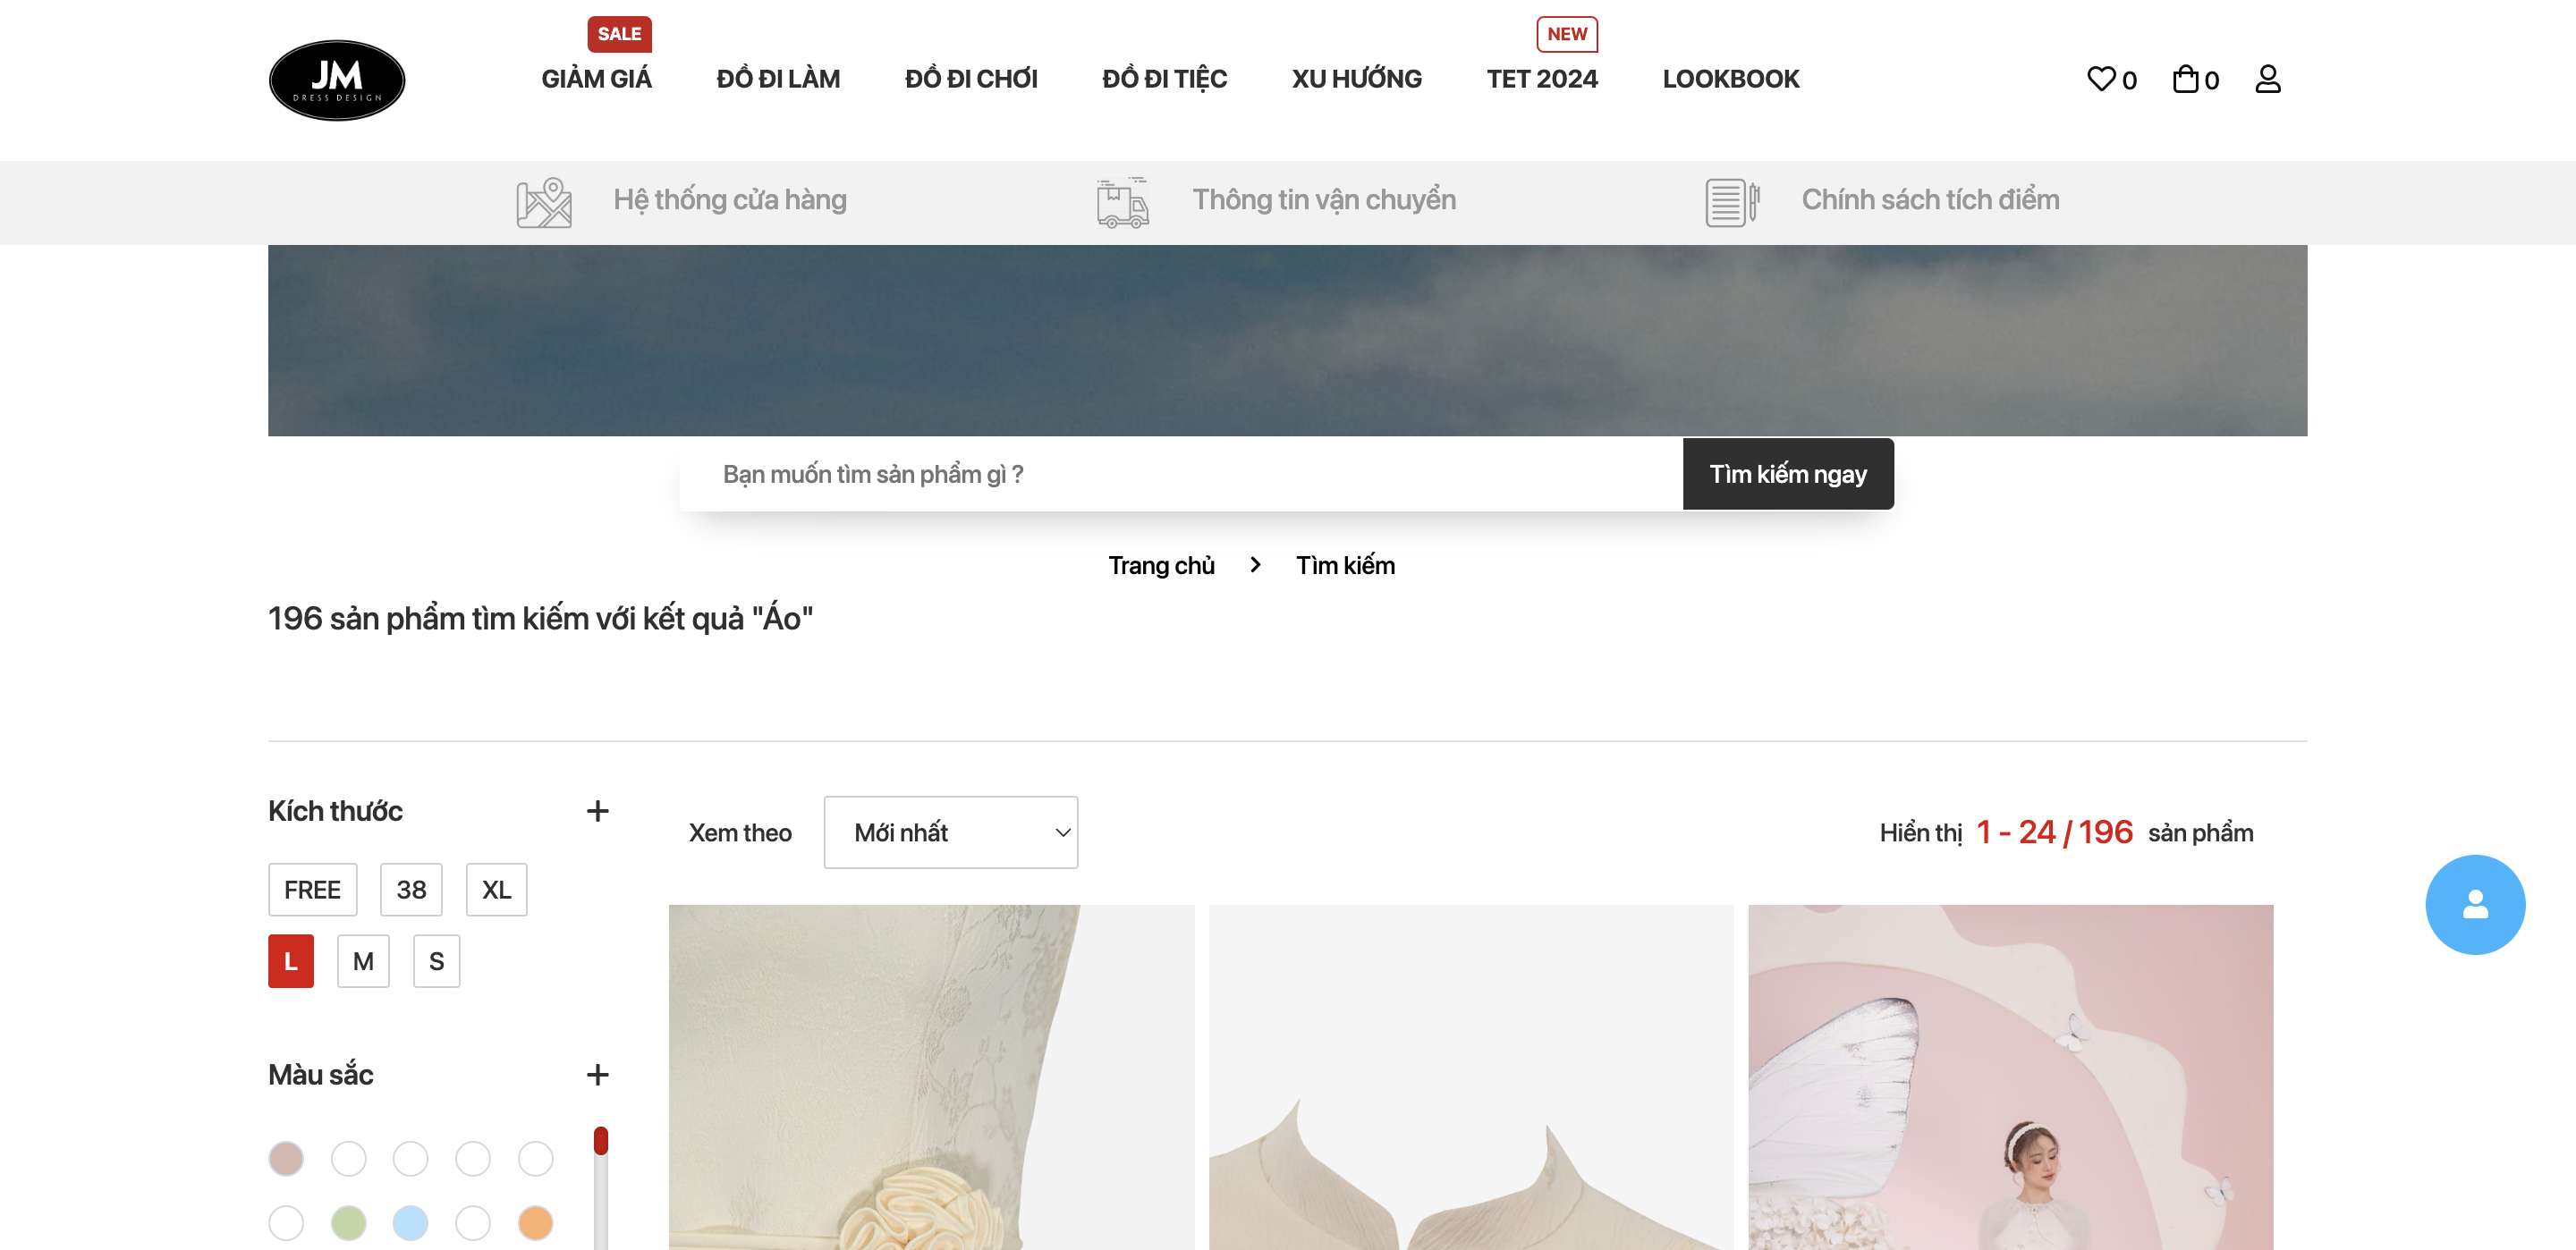 SALE
NEW
JM
DRESS DESIGN
GIẢM GIÁ
ĐỒ ĐI LÀM
ĐỒ ĐI CHƠI
ĐỒ ĐI TIỆC
XU HƯỚNG
TET 2024
LOOKBOOK
0
0
Hệ thống cửa hàng
Thông tin vận chuyển
Chính sách tích điểm
Bạn muốn tìm sản phẩm gì ?
Tìm kiếm ngay
Trang chủ
Tìm kiếm
196 sản phẩm tìm kiếm với kết quả "Áo"
Kích thước
Xem theo
Mới nhất
Hiển thị 1 - 24 / 196 sản phẩm
FREE
38
XL
L
M
S
Màu sắc